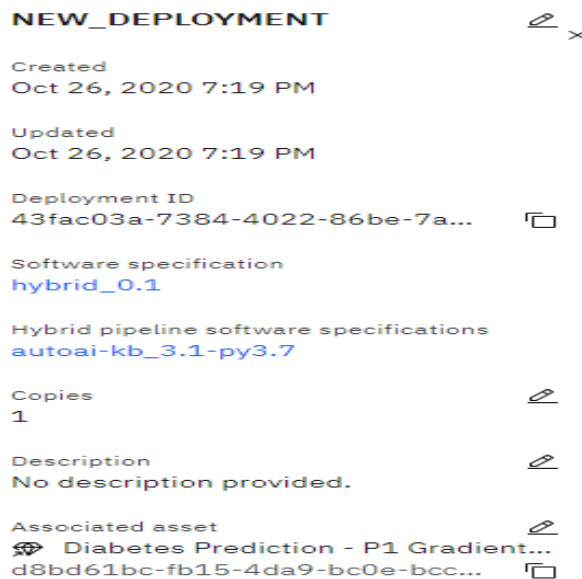 NEW_DEPLOYMENT
Created
Oct 26, 2020 7:19 PM
Updated
Oct 26, 2020 7:19 PM
Deployment ID
43fac03a-7384-4022-86be-7a...
Software specification
hybrid_0.1
Hybrid pipeline software specifications
autoai-kb_3.1-py3.7
Copies
1
Description
No description provided.
Associated asset
Diabetes Prediction - P1 Gradient...
d8bd61bc-fb15-4da9-bc0e-bcc...